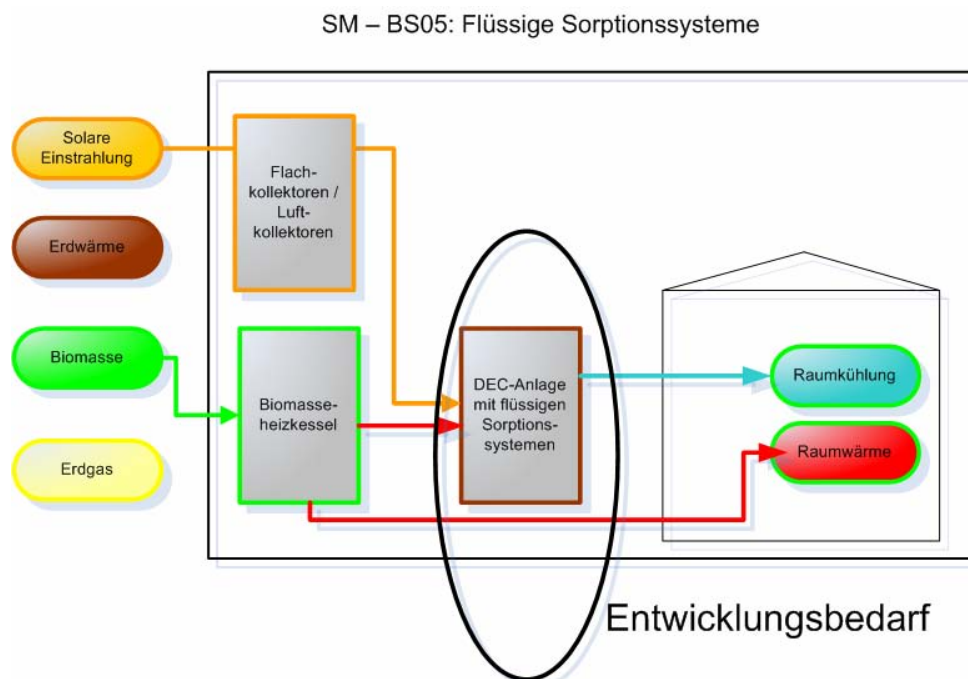 SM – BS05: Flüssige Sorptionssysteme
Solare
Einstrahlung
Flach-
kollektoren /
Luft-
kollektoren
Erdwärme
Biomasse
Biomasse-
heizkessel
DEC-Anlage
mit flüssigen
Sorptions-
systemen
Raumkühlung
Raumwärme
Erdgas
Entwicklungsbedarf